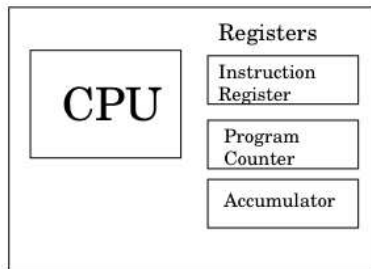 Registers
CPU
Instruction
Register
Program
Counter
Accumulator